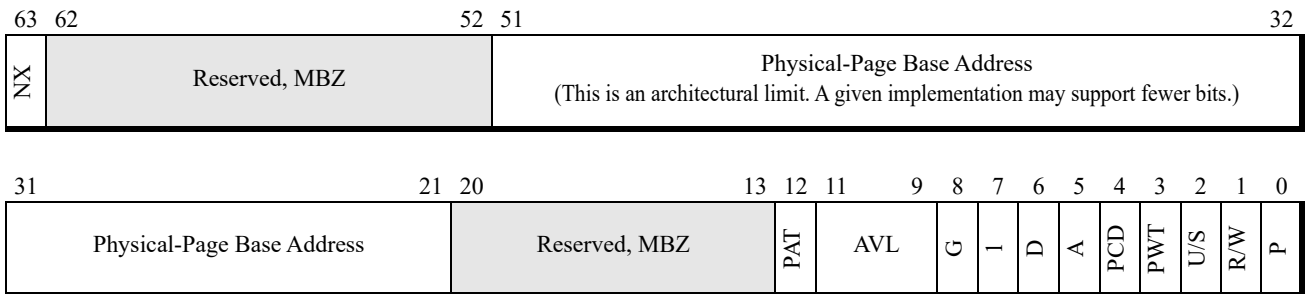 63 62 52 51 32
NX Reserved, MBZ Physical-Page Base Address
(This is an architectural limit. A given implementation may support fewer bits.)
31 21 20 13 12 11 9 8 7 6 5 4 3 2 1 0
Physical-Page Base Address Reserved, MBZ PAT AVL G 1 D A PCD PWT U/S R/W P